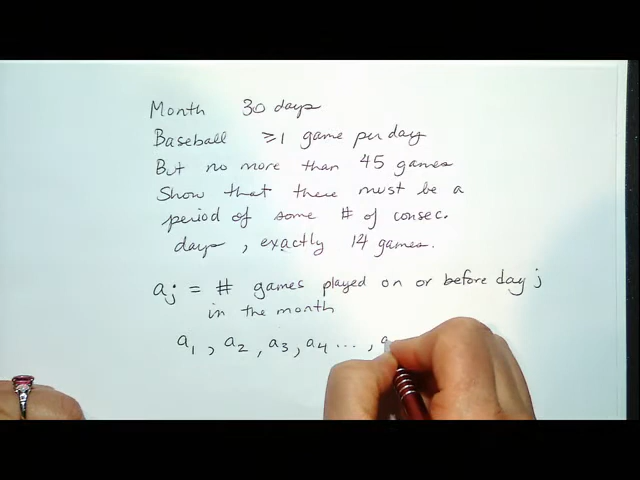 Month 30 days
Baseball ≥1 game per day
But no more than 45 games
Show that there must be a
period of some # of consec.
days, exactly 14 games.
aⱼ = # games played on or before day j
in the month
a₁, a₂, a₃, a₄ ..., a